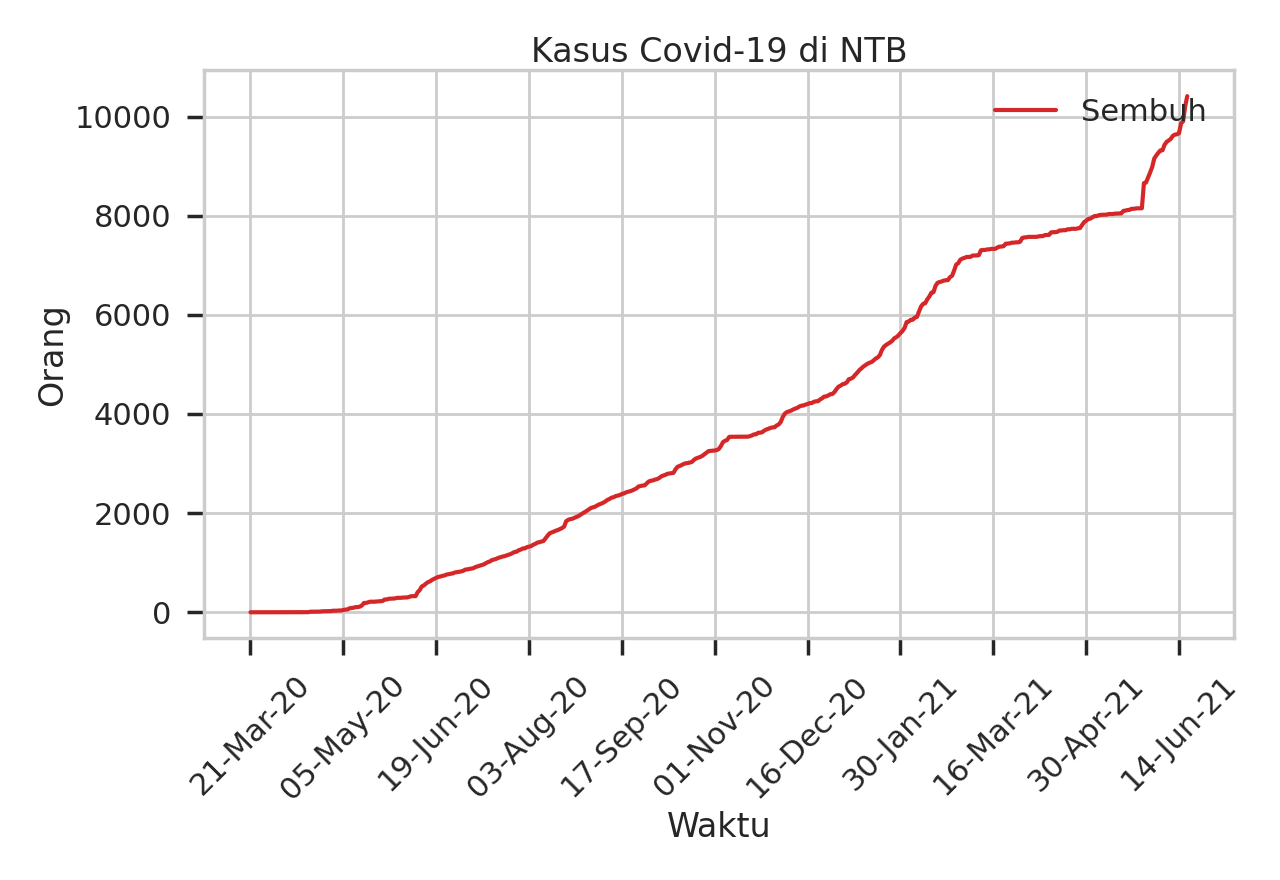 Kasus Covid-19 di NTB
Sembuh
Orang
10000
8000
6000
4000
2000
0
21-Mar-20
05-May-20
19-Jun-20
03-Aug-20
17-Sep-20
01-Nov-20
16-Dec-20
30-Jan-21
16-Mar-21
30-Apr-21
14-Jun-21
Waktu